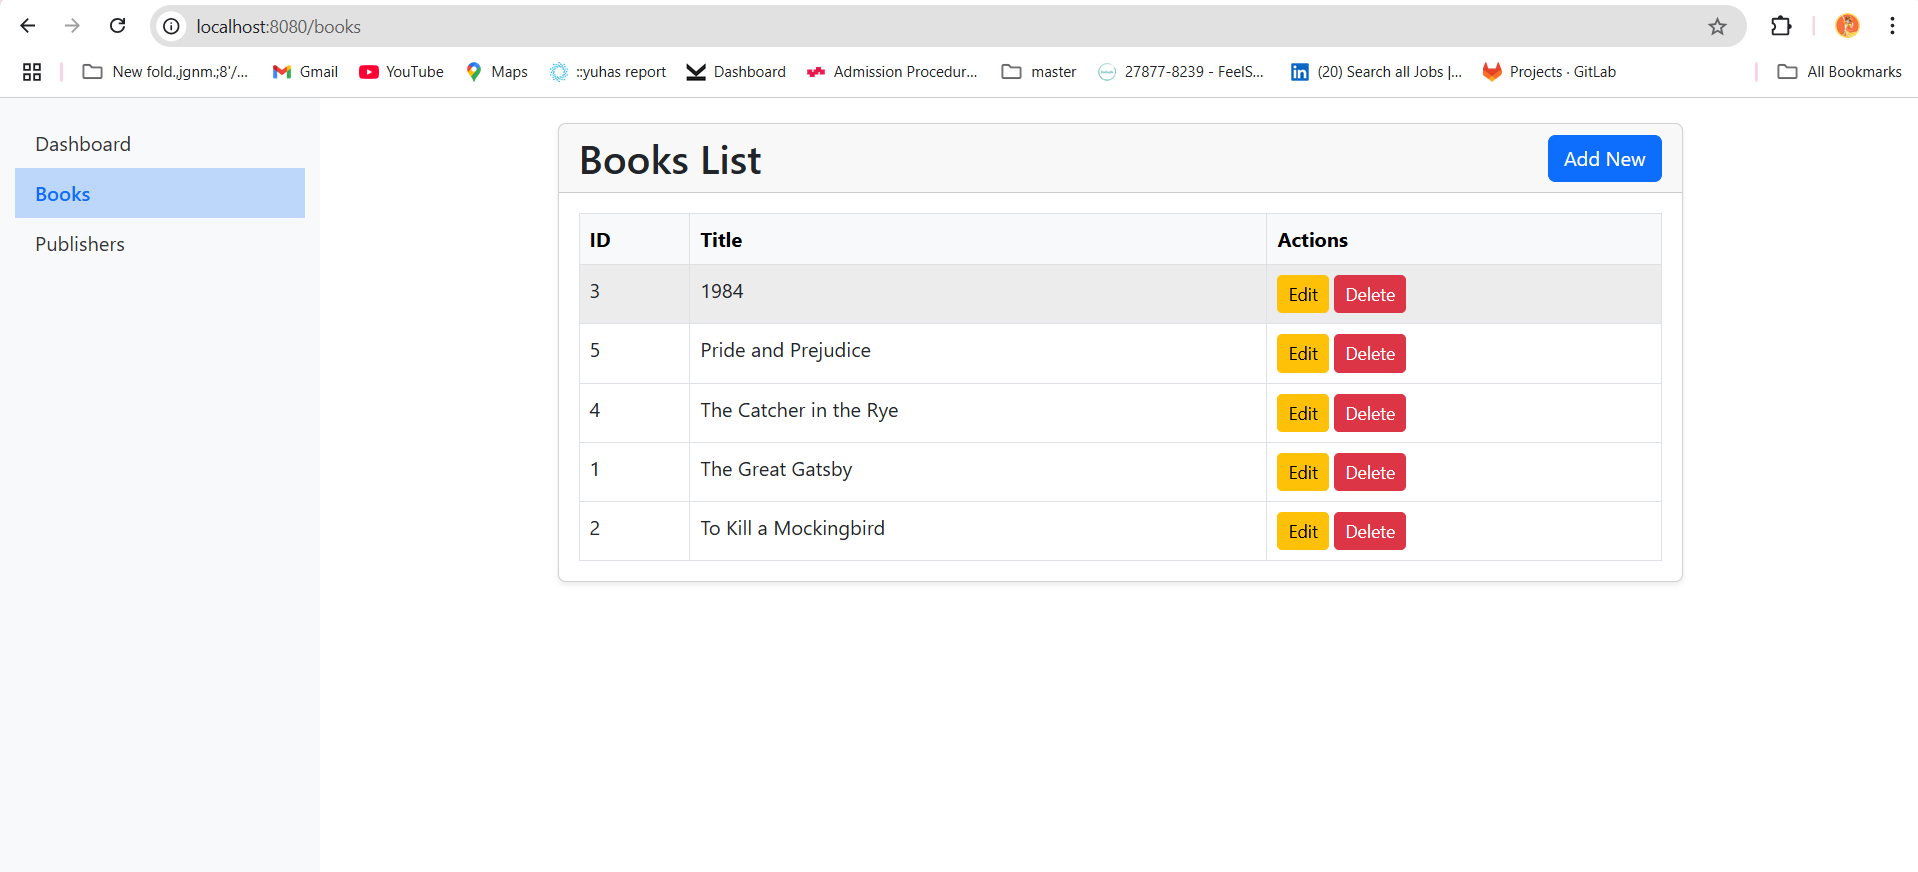 localhost:8080/books
New fold.,jgnm.;8'/... Gmail YouTube Maps ::yuhas report Dashboard Admission Procedur... master 27877-8239 - FeelS... (20) Search all Jobs |... Projects · GitLab All Bookmarks
Dashboard
Books
Publishers
Books List Add New
ID Title Actions
3 1984 Edit Delete
5 Pride and Prejudice Edit Delete
4 The Catcher in the Rye Edit Delete
1 The Great Gatsby Edit Delete
2 To Kill a Mockingbird Edit Delete